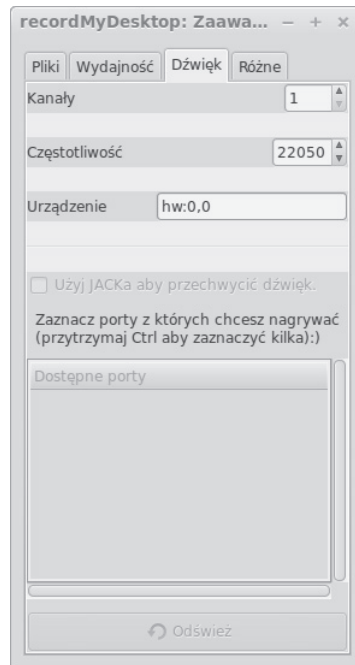 recordMyDesktop: Zaawa...
Pliki Wydajność Dźwięk Różne
Kanały 1
Częstotliwość 22050
Urządzenie hw:0,0
Użyj JACKa aby przechwycić dźwięk.
Zaznacz porty z których chcesz nagrywać
(przytrzymaj Ctrl aby zaznaczyć kilka):)
Dostępne porty
Odśwież